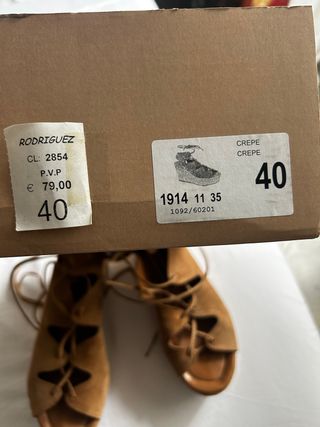 RODRIGUEZ
CL: 2854
P.V.P
€ 79,00
40
CREPE
CREPE
40
1914 11 35
1092/60201